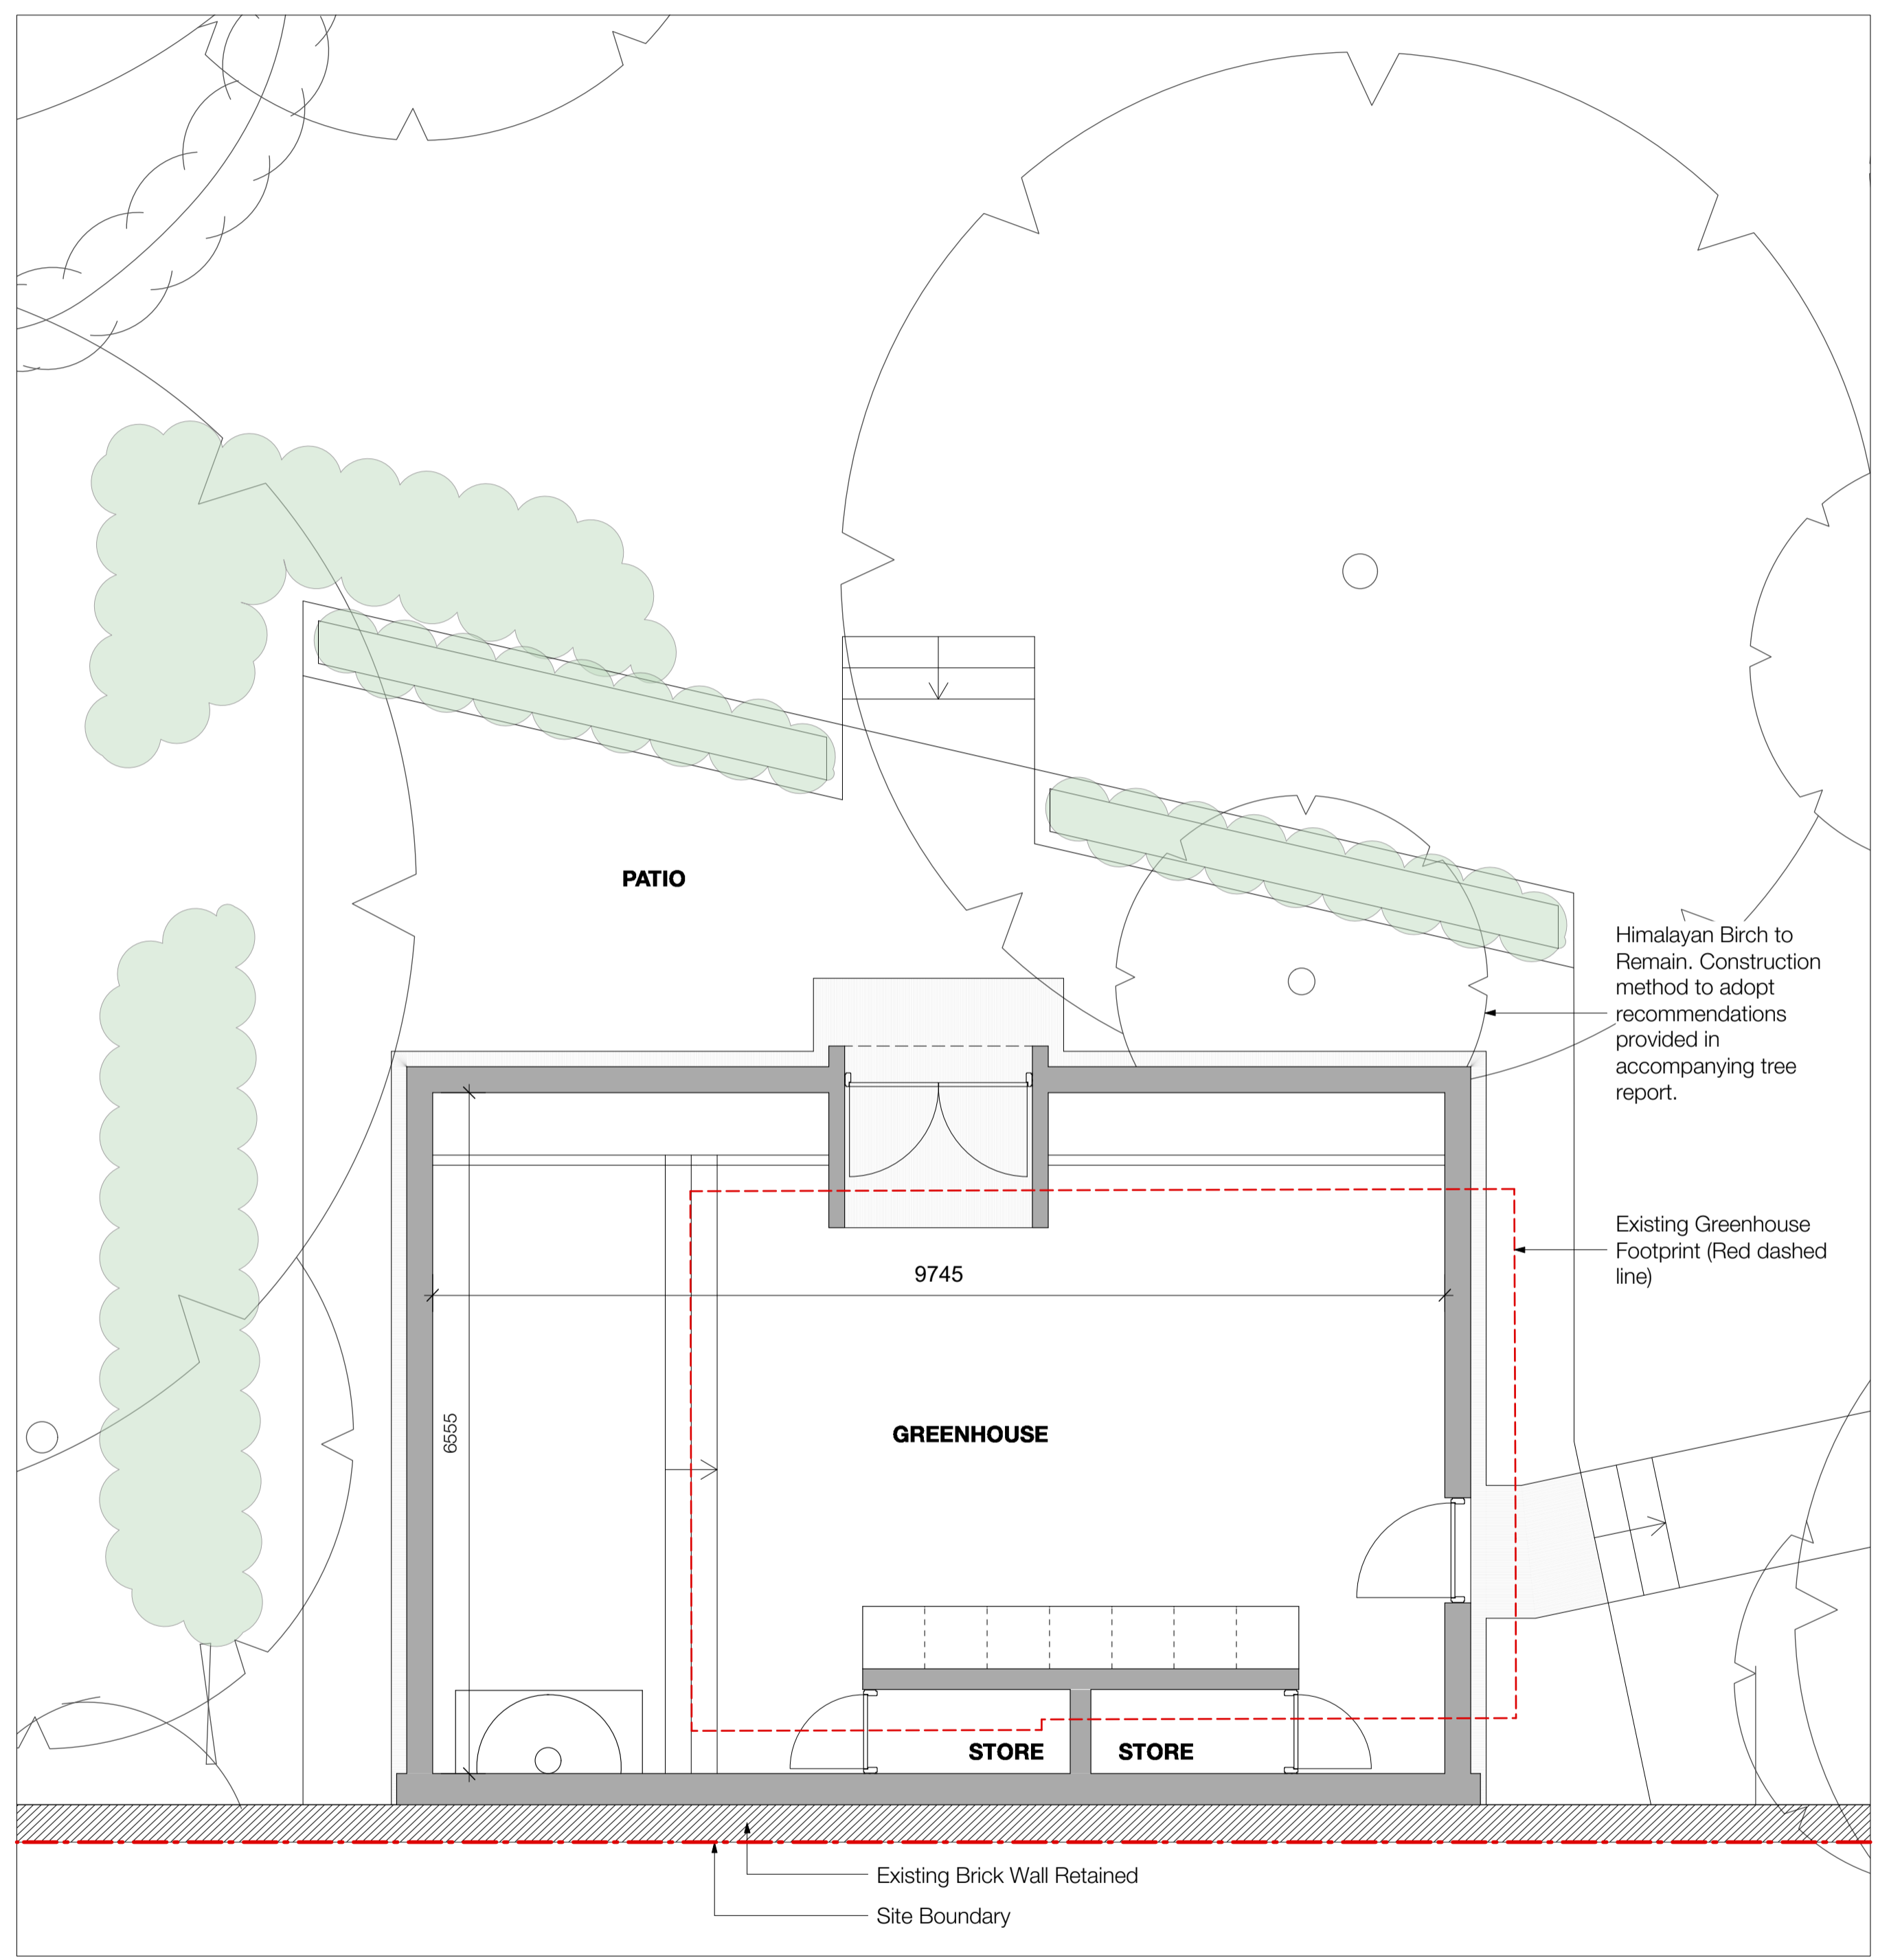 PATIO
Himalayan Birch to
Remain. Construction
method to adopt
recommendations
provided in
accompanying tree
report.
Existing Greenhouse
Footprint (Red dashed
line)
9745
6555
GREENHOUSE
STORE
STORE
Existing Brick Wall Retained
Site Boundary